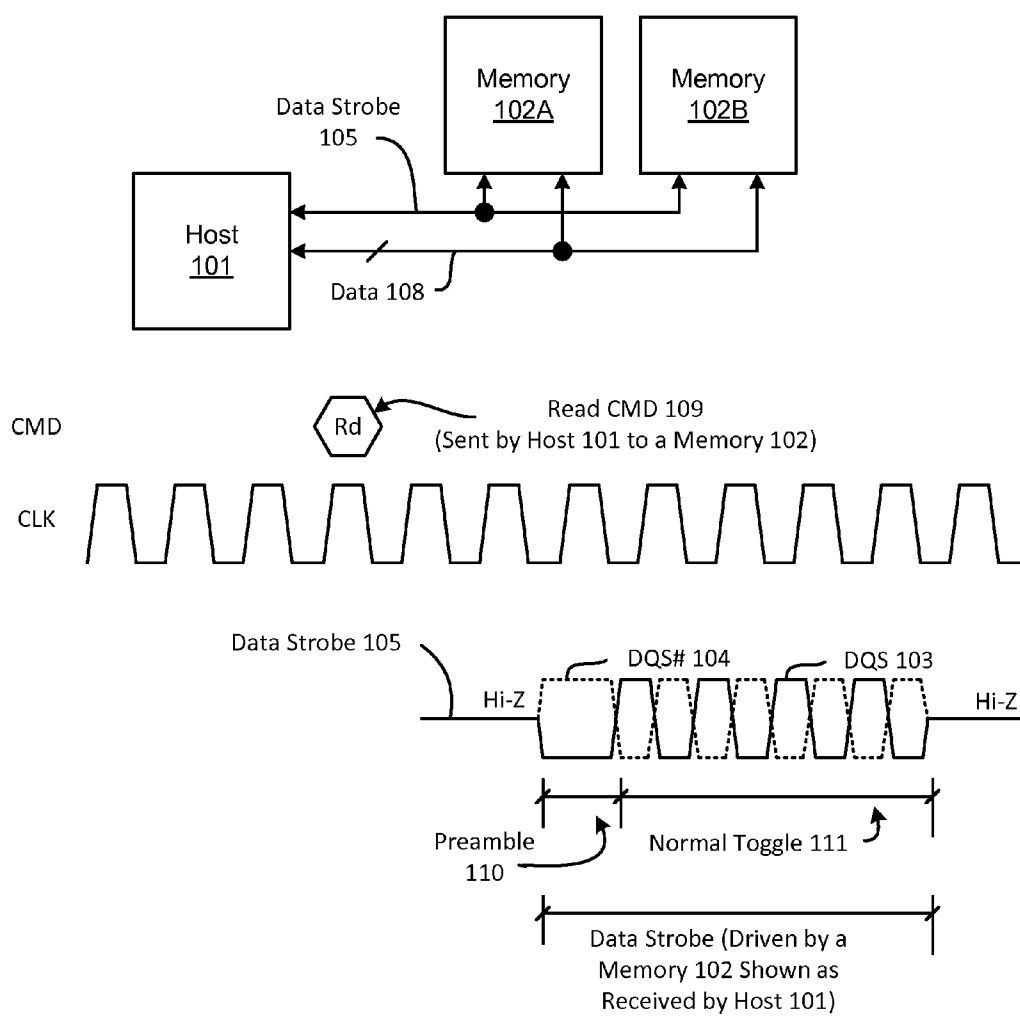 Memory
102A
Memory
102B
Data Strobe
105
Host
101
Data 108
CMD
Rd
Read CMD 109
(Sent by Host 101 to a Memory 102)
CLK
Data Strobe 105
DQS# 104
DQS 103
Hi-Z
Hi-Z
Preamble
110
Normal Toggle 111
Data Strobe (Driven by a
Memory 102 Shown as
Received by Host 101)